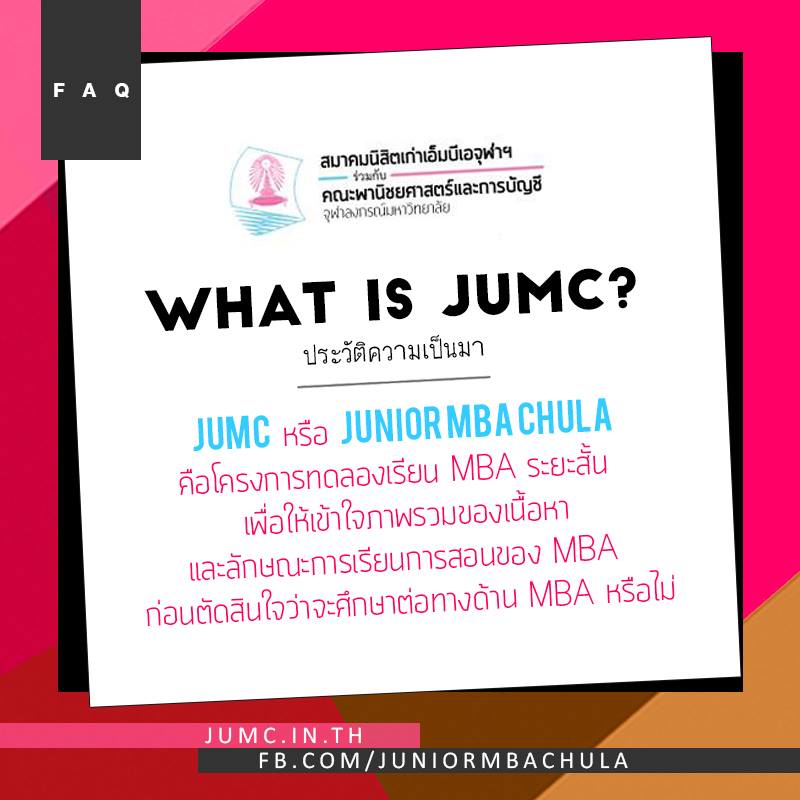 FAQ
สมาคมนิสิตเก่าเอ็มบีเอจุฬาฯ
ร่วมกับ
คณะพาณิชยศาสตร์และการบัญชี
จุฬาลงกรณ์มหาวิทยาลัย
WHAT IS JUMC?
ประวัติความเป็นมา
JUMC หรือ JUNIOR MBA CHULA
คือโครงการทดลองเรียน MBA ระยะสั้น
เพื่อให้เข้าใจภาพรวมของเนื้อหา
และลักษณะการเรียนการสอนของ MBA
ก่อนตัดสินใจว่าจะศึกษาต่อทางด้าน MBA หรือไม่
JUMC.IN.TH
FB.COM/JUNIORMBACHULA